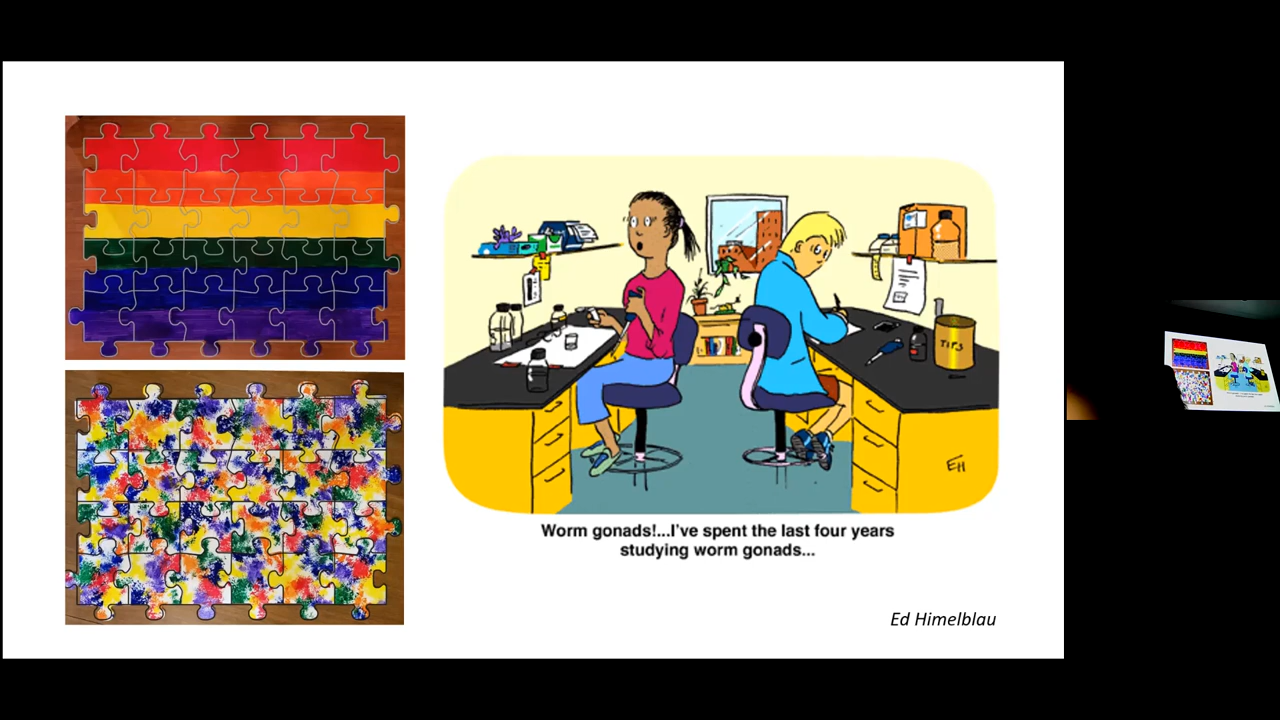 TIPS
EH
Worm gonads!...I've spent the last four years
studying worm gonads...
Ed Himelblau